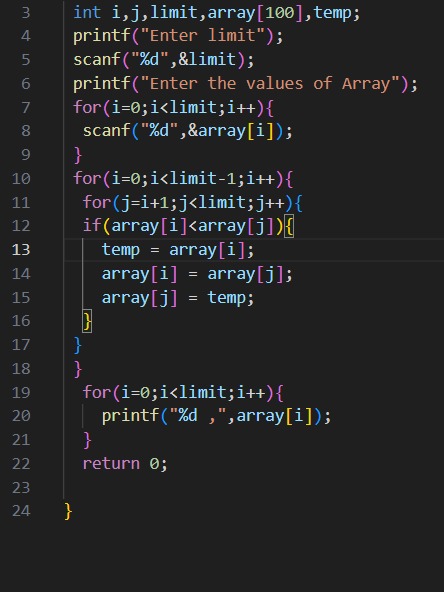 3 int i,j,limit,array[100],temp;
4 printf("Enter limit");
5 scanf("%d",&limit);
6 printf("Enter the values of Array");
7 for(i=0;i<limit;i++){
8 scanf("%d",&array[i]);
9 }
10 for(i=0;i<limit-1;i++){
11 for(j=i+1;j<limit;j++){
12 if(array[i]<array[j]){
13 temp = array[i];
14 array[i] = array[j];
15 array[j] = temp;
16 }
17 }
18 }
19 for(i=0;i<limit;i++){
20 printf("%d ,",array[i]);
21 }
22 return 0;
23
24 }